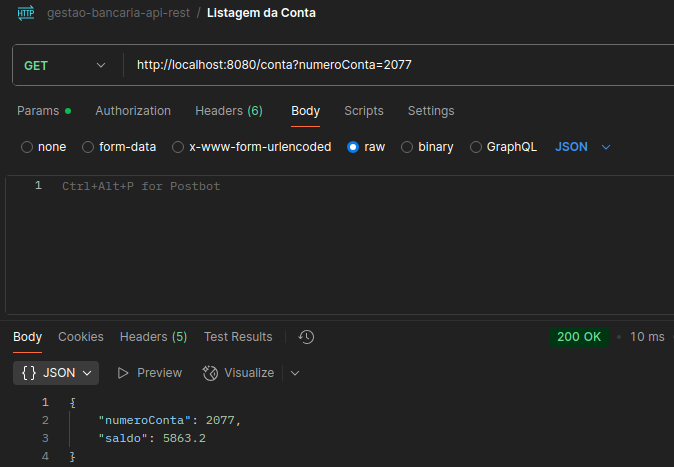 HTTP gestao-bancaria-api-rest / Listagem da Conta
GET http://localhost:8080/conta?numeroConta=2077
Params Authorization Headers (6) Body Scripts Settings
none form-data x-www-form-urlencoded raw binary GraphQL JSON
1 Ctrl+Alt+P for Postbot
Body Cookies Headers (5) Test Results 200 OK 10 ms
{} JSON Preview Visualize
1 {
2 "numeroConta": 2077,
3 "saldo": 5863.2
4 }